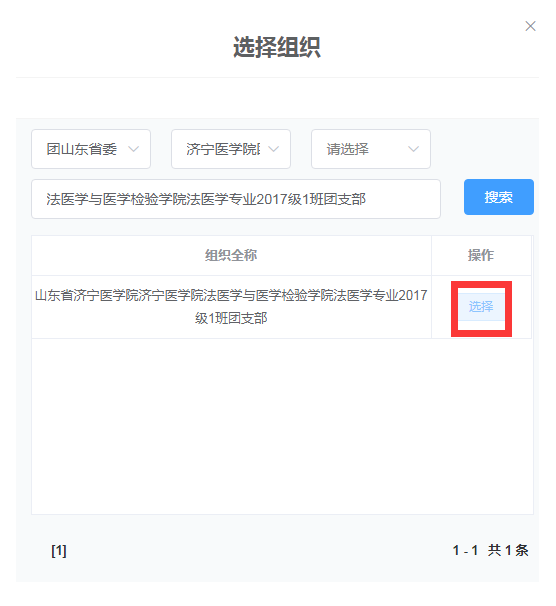 选择组织
团山东省委 济宁医学院 请选择
法医学与医学检验学院法医学专业2017级1班团支部 搜索
组织全称 操作
山东省济宁医学院济宁医学院法医学与医学检验学院法医学专业2017
级1班团支部
选择
[1] 1 - 1 共 1 条